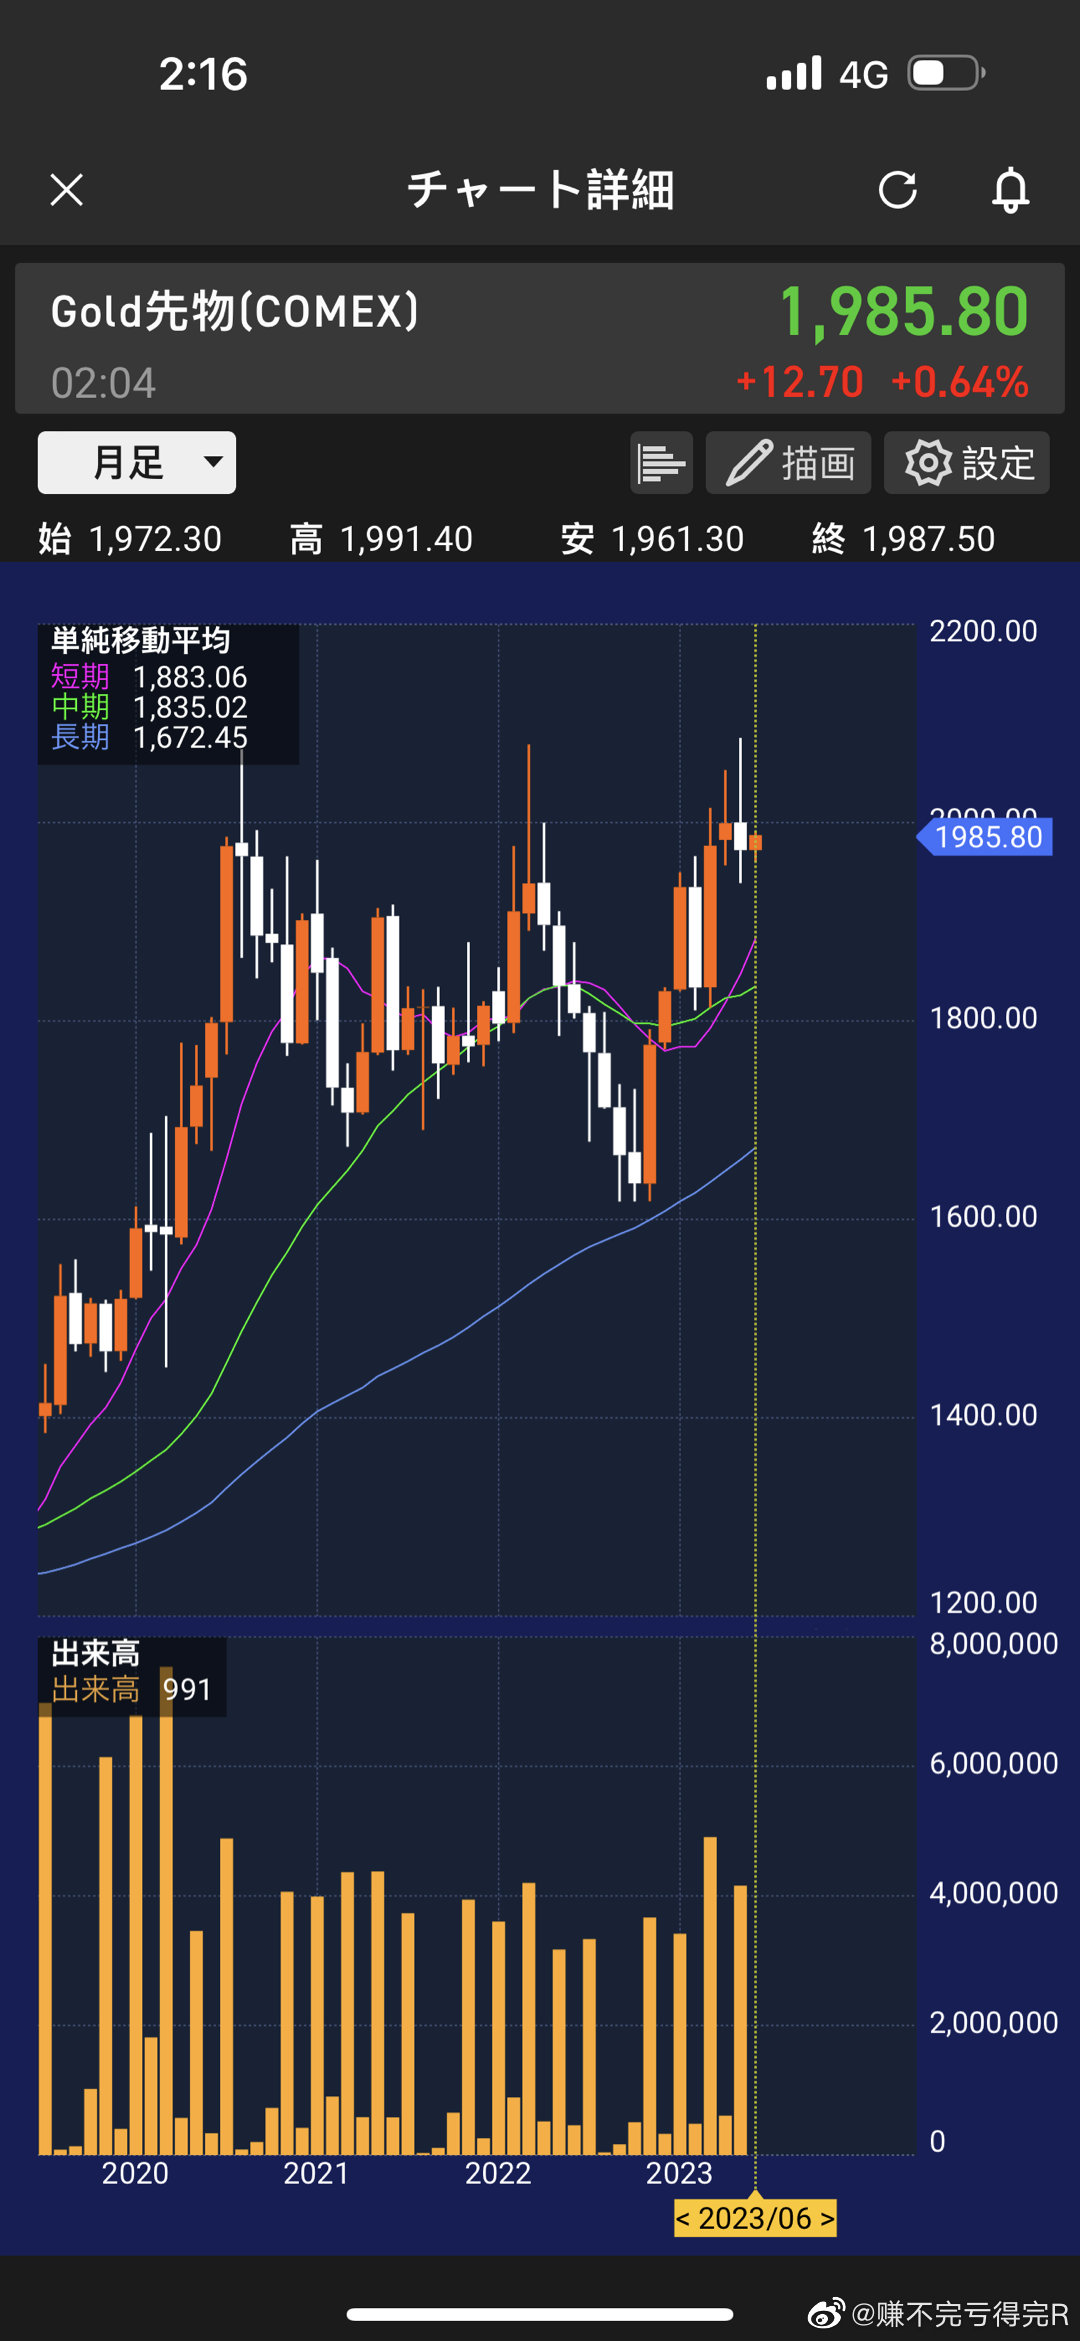 2:16 4G
チャート詳細
Gold先物(COMEX) 1,985.80
02:04 +12.70 +0.64%
月足 描画 設定
始 1,972.30 高 1,991.40 安 1,961.30 終 1,987.50
単純移動平均
短期 1,883.06
中期 1,835.02
長期 1,672.45
2200.00
2000.00
1985.80
1800.00
1600.00
1400.00
1200.00
出来高
出来高 991
8,000,000
6,000,000
4,000,000
2,000,000
0
2020 2021 2022 2023
< 2023/06 >
@赚不完亏得完R